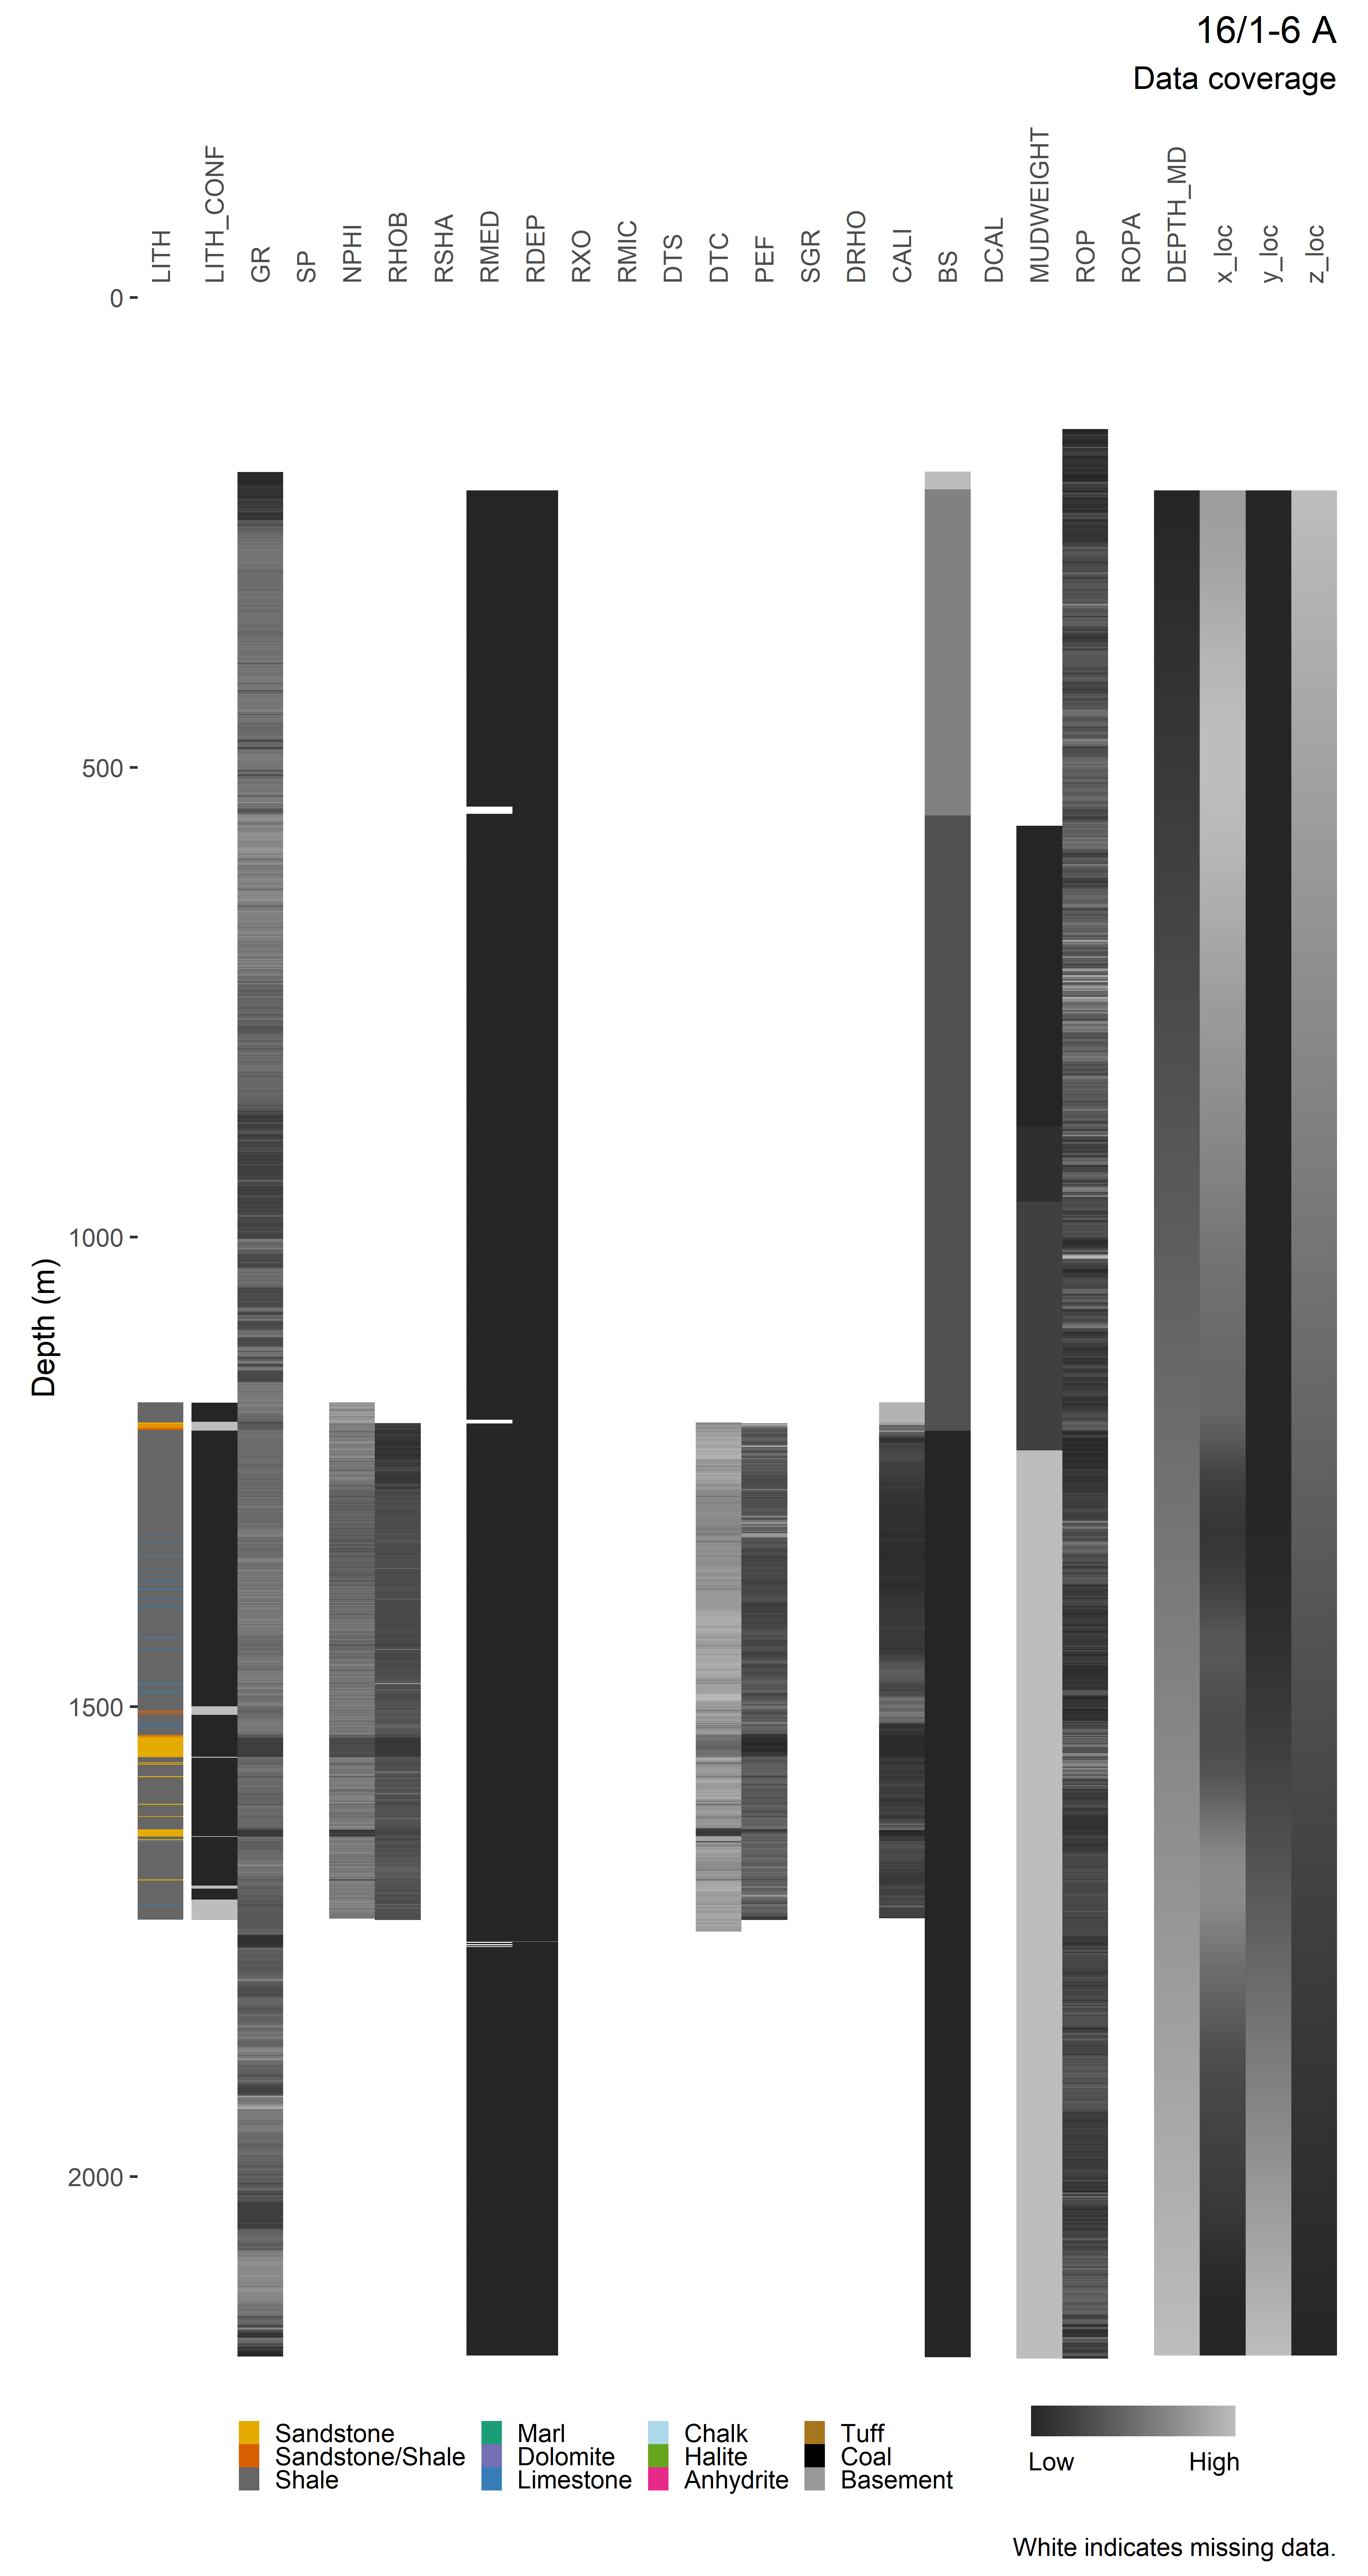 16/1-6 A
Data coverage
LITH
LITH_CONF
GR
SP
NPHI
RHOB
RSHA
RMED
RDEP
RXO
RMIC
DTS
DTC
PEF
SGR
DRHO
CALI
BS
DCAL
MUDWEIGHT
ROP
ROPA
DEPTH_MD
x_loc
y_loc
z_loc
0
500
1000
1500
2000
Depth (m)
Sandstone
Sandstone/Shale
Shale
Marl
Dolomite
Limestone
Chalk
Halite
Anhydrite
Tuff
Coal
Basement
Low High
White indicates missing data.